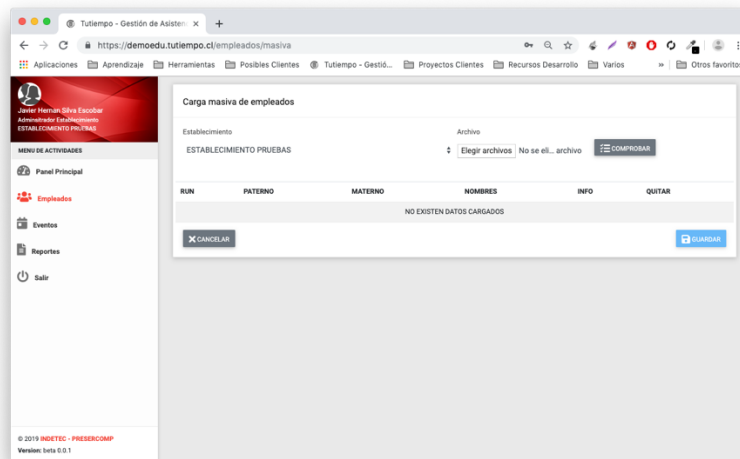 Tutiempo - Gestión de Asisten
https://demoedu.tutiempo.cl/empleados/masiva
Aplicaciones Aprendizaje Herramientas Posibles Clientes Tutiempo - Gestió... Proyectos Clientes Recursos Desarrollo Varios » Otros favoritos
Javier Hernan Silva Escobar
Adminsitrador Establecimiento
ESTABLECIMIENTO PRUEBAS
MENU DE ACTIVIDADES
Panel Principal
Empleados
Eventos
Reportes
Salir
© 2019 INDETEC - PRESERCOMP
Version: beta 0.0.1
Carga masiva de empleados
Establecimiento Archivo
ESTABLECIMIENTO PRUEBAS Elegir archivos No se eli... archivo COMPROBAR
RUN PATERNO MATERNO NOMBRES INFO QUITAR
NO EXISTEN DATOS CARGADOS
CANCELAR GUARDAR